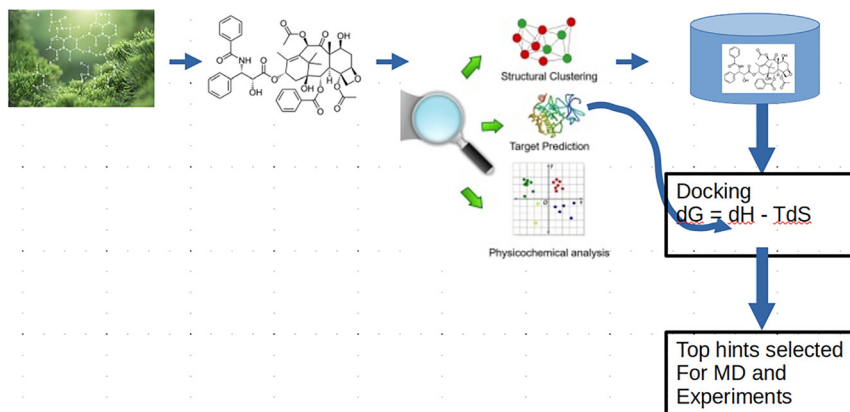 Structural Clustering
Target Prediction
Physicochemical analysis
Docking
dG = dH - TdS
Top hints selected
For MD and
Experiments